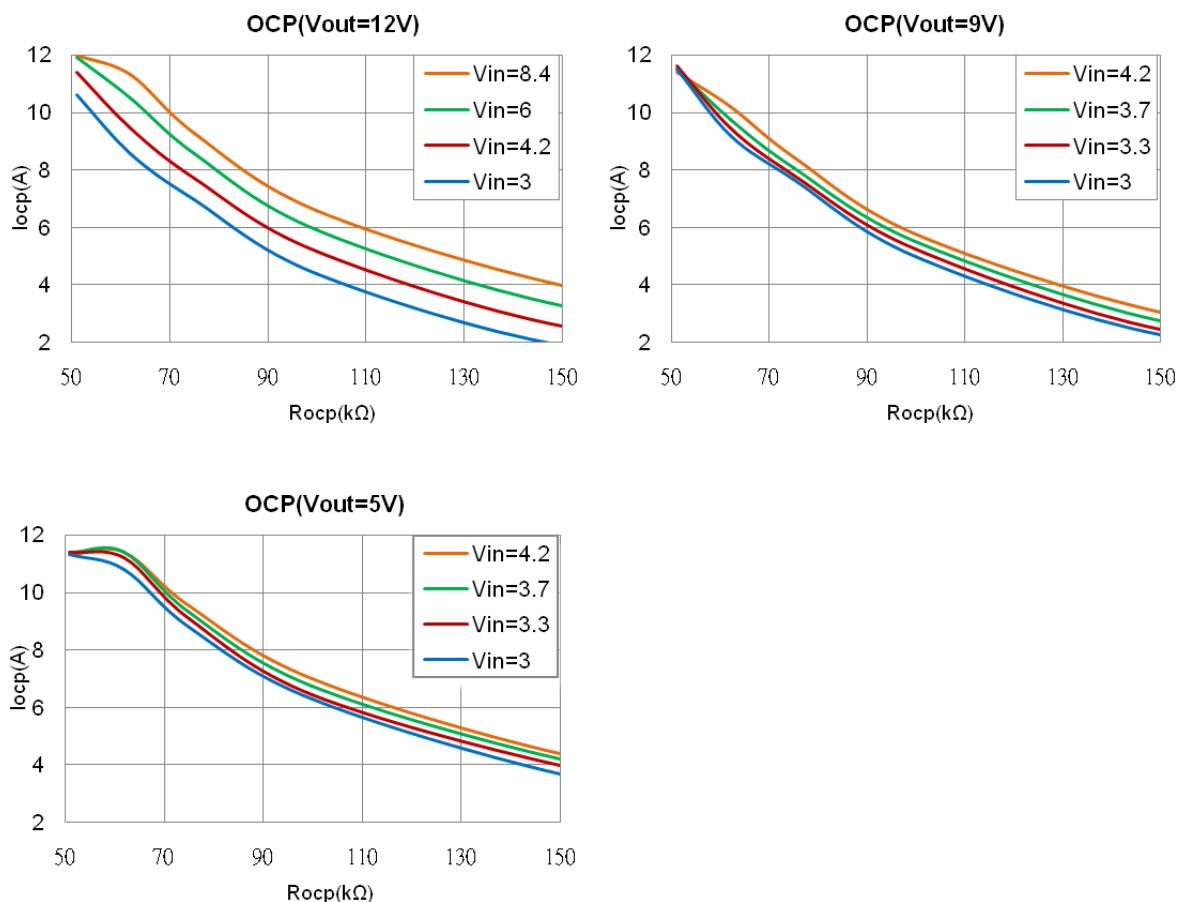 OCP(Vout=12V)
12
10
8
6
4
2
Iocp(A)
50 70 90 110 130 150
Rocp(kΩ)
Vin=8.4
Vin=6
Vin=4.2
Vin=3
OCP(Vout=9V)
12
10
8
6
4
2
Iocp(A)
50 70 90 110 130 150
Rocp(kΩ)
Vin=4.2
Vin=3.7
Vin=3.3
Vin=3
OCP(Vout=5V)
12
10
8
6
4
2
Iocp(A)
50 70 90 110 130 150
Rocp(kΩ)
Vin=4.2
Vin=3.7
Vin=3.3
Vin=3